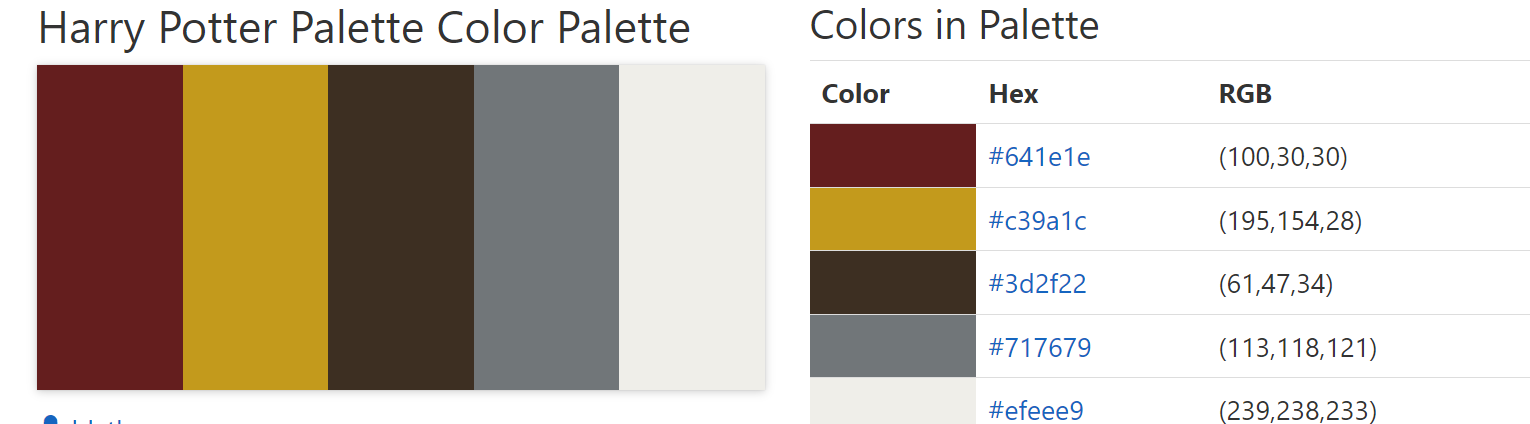 Harry Potter Palette Color Palette
Colors in Palette
Color Hex RGB
#641e1e (100,30,30)
#c39a1c (195,154,28)
#3d2f22 (61,47,34)
#717679 (113,118,121)
#efeee9 (239,238,233)